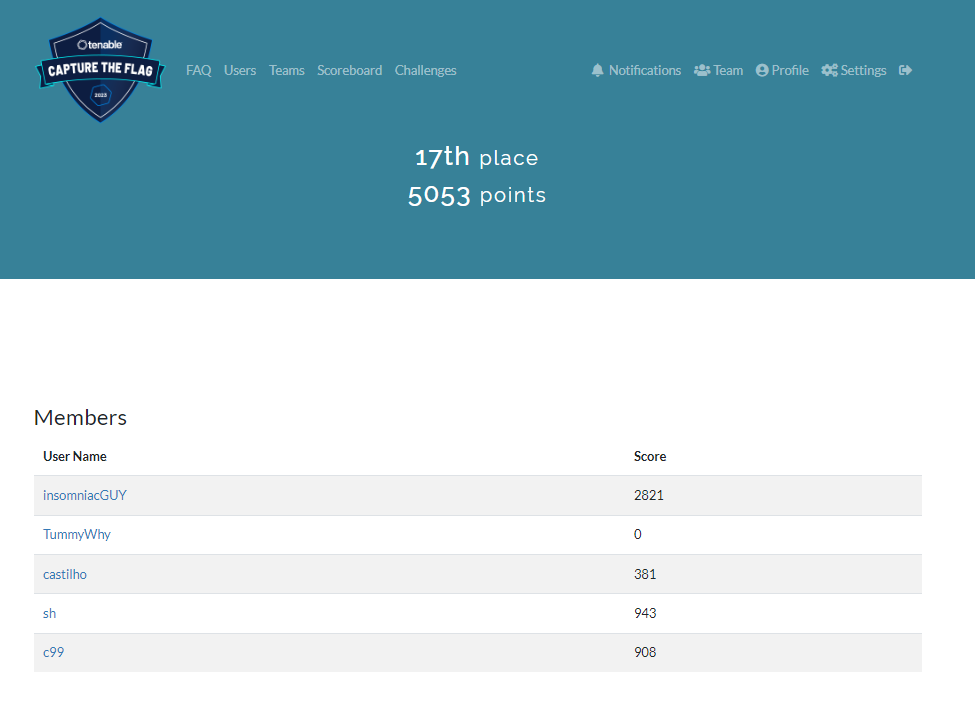 tenable
CAPTURE THE FLAG
2023
FAQ Users Teams Scoreboard Challenges Notifications Team Profile Settings
17th place
5053 points
Members
User Name Score
insomniacGUY 2821
TummyWhy 0
castilho 381
sh 943
c99 908